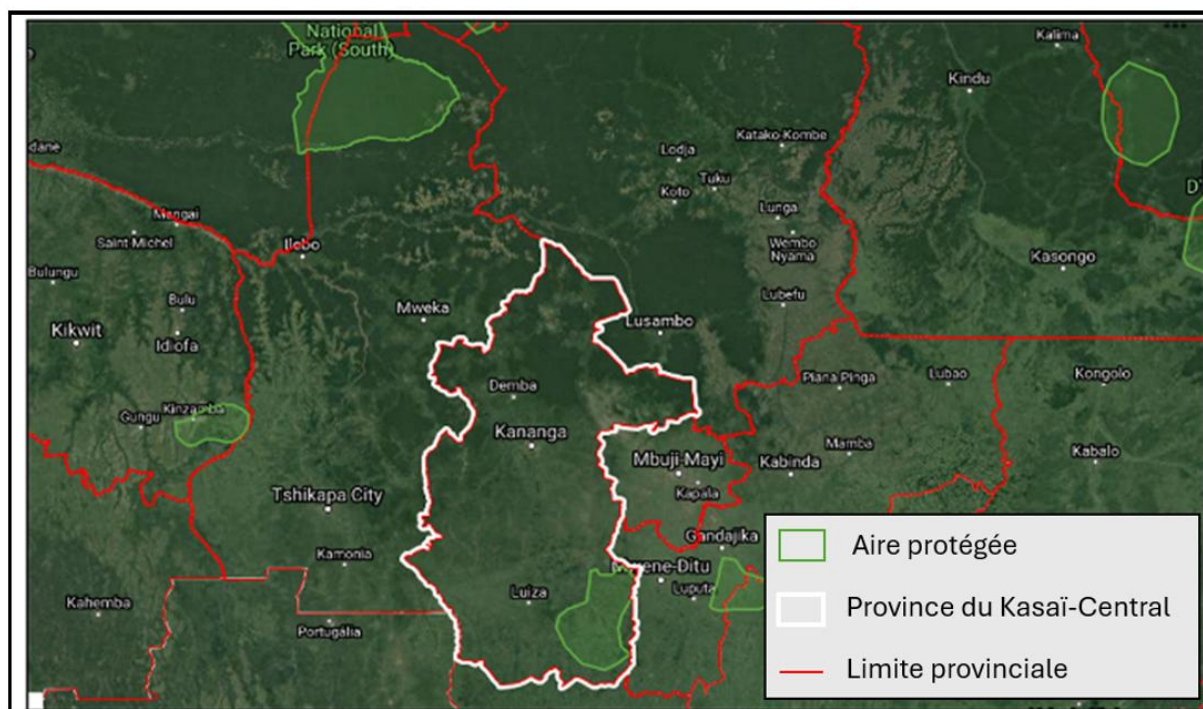 National
Park (South)
Kalima
Kindu
Katako-Kombe
Lodja
Tuku
Koto
Lunga
Wembo
Nyama
Mangai
Saint Michel
Ilebo
Bulungu
Kasongo
Bulu
Mweka
Lubefu
Kikwit
Idiofa
Lusambo
Piana Pinga
Lubao
Kongolo
Demba
Gungu
Kinzamba
Kananga
Mamba
Mbuji-Mayi
Kabinda
Kabalo
Tshikapa City
Kapala
Gandajika
Kamonia
Luiza
Luputa
Kahemba
Portugália
Aire protégée
Province du Kasaï-Central
Limite provinciale